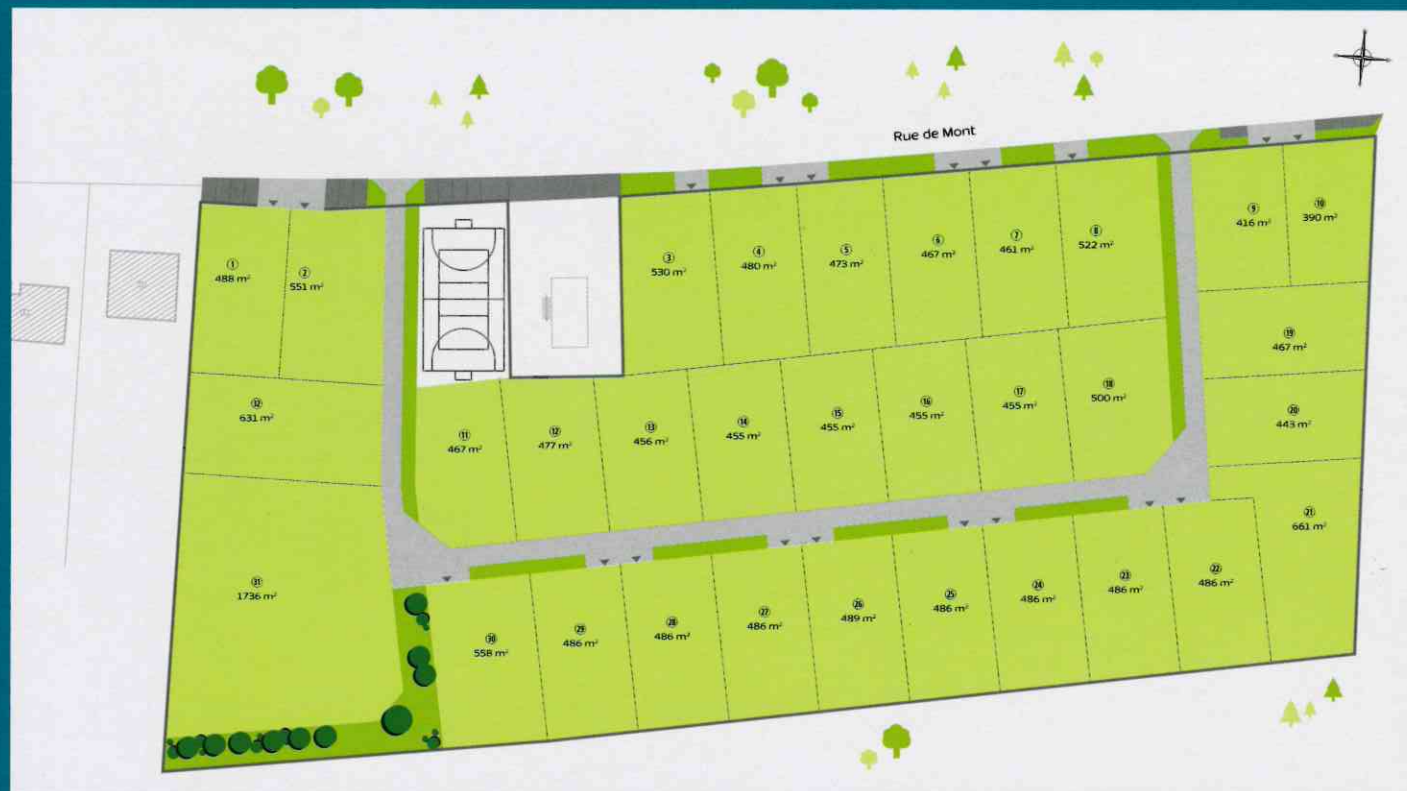 Rue de Mont
①
488 m²
②
551 m²
③
530 m²
④
480 m²
⑤
473 m²
⑥
467 m²
⑦
461 m²
⑧
522 m²
⑨
416 m²
⑩
390 m²
⑲
467 m²
⑳
443 m²
㉑
661 m²
㉜
631 m²
⑪
467 m²
⑫
477 m²
⑬
456 m²
⑭
455 m²
⑮
455 m²
⑯
455 m²
⑰
455 m²
⑱
500 m²
㉛
1736 m²
㉚
558 m²
㉙
486 m²
㉘
486 m²
㉗
486 m²
㉖
489 m²
㉕
486 m²
㉔
486 m²
㉓
486 m²
㉒
486 m²